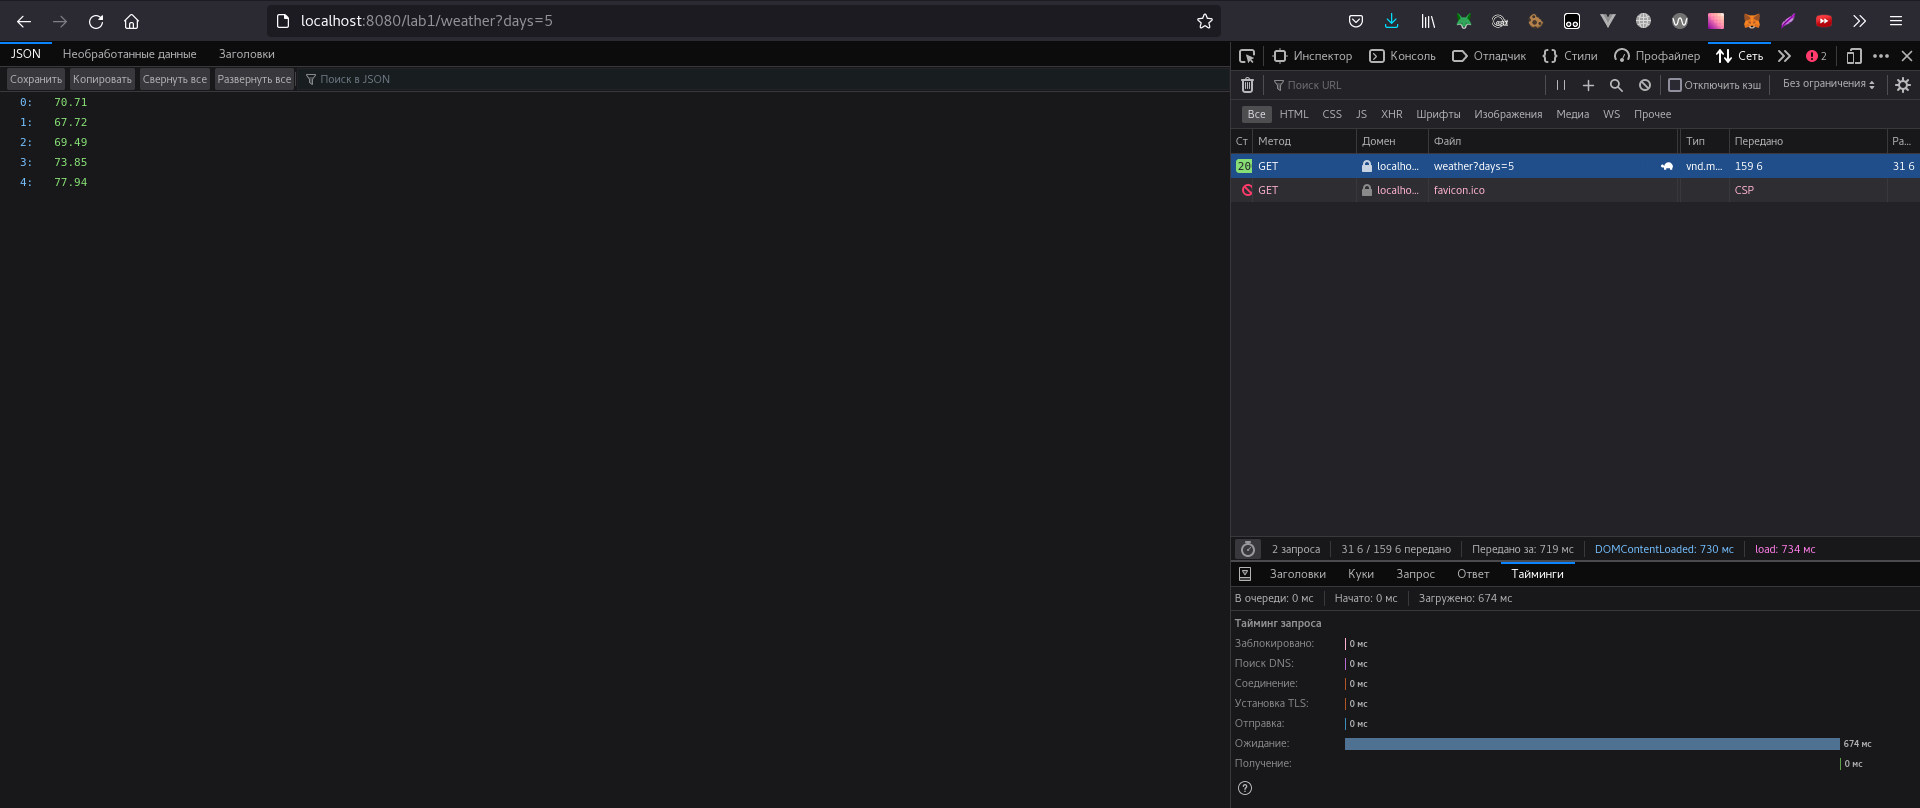 localhost:8080/lab1/weather?days=5
JSON Необработанные данные Заголовки
Сохранить Копировать Свернуть все Развернуть все Поиск в JSON
0: 70.71
1: 67.72
2: 69.49
3: 73.85
4: 77.94
Инспектор Консоль Отладчик Стили Профайлер Сеть 2
Поиск URL Отключить кэш Без ограничения
Все HTML CSS JS XHR Шрифты Изображения Медиа WS Прочее
Ст Метод Домен Файл Тип Передано Ра...
20 GET localho... weather?days=5 vnd.m... 159 б 31 б
GET localho... favicon.ico CSP
2 запроса 31 б / 159 б передано Передано за: 719 мс DOMContentLoaded: 730 мс load: 734 мс
Заголовки Куки Запрос Ответ Тайминги
В очереди: 0 мс Начато: 0 мс Загружено: 674 мс
Тайминг запроса
Заблокировано: 0 мс
Поиск DNS: 0 мс
Соединение: 0 мс
Установка TLS: 0 мс
Отправка: 0 мс
Ожидание: 674 мс
Получение: 0 мс